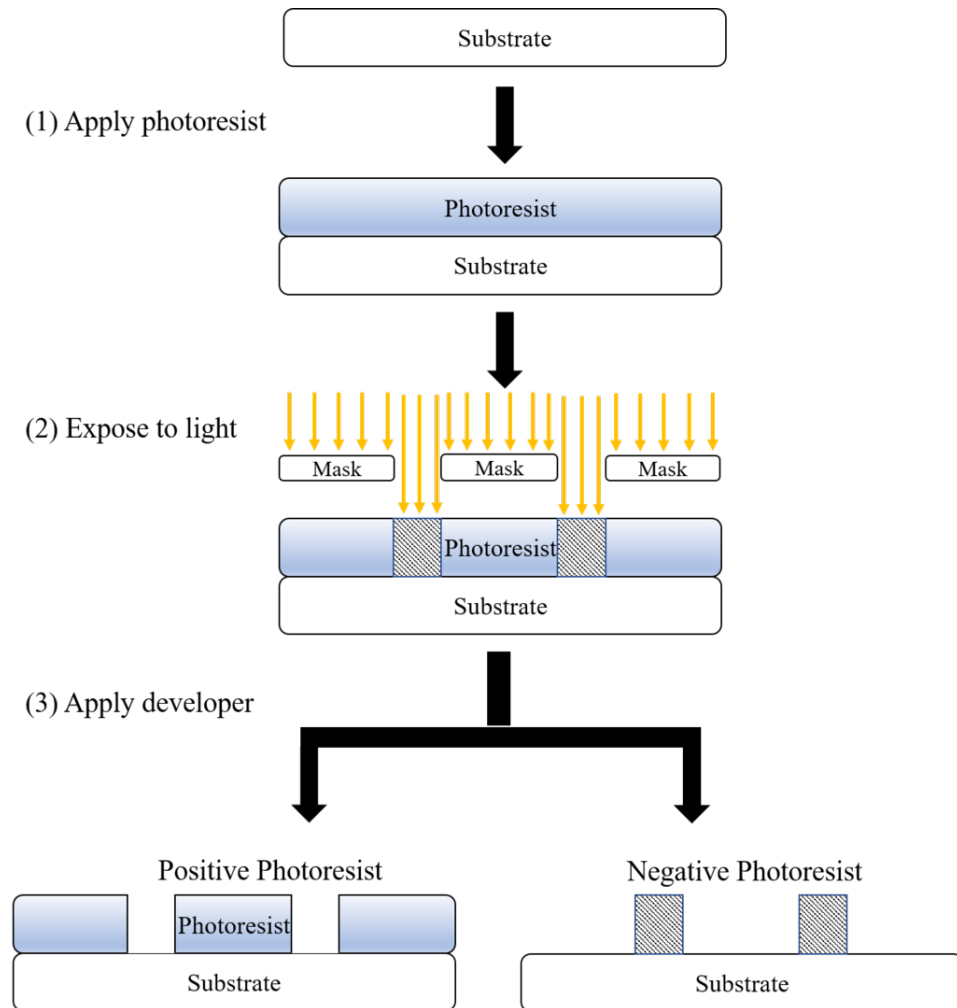 Substrate
(1) Apply photoresist
Photoresist
Substrate
(2) Expose to light
Mask Mask Mask
Photoresist
Substrate
(3) Apply developer
Positive Photoresist Negative Photoresist
Photoresist
Substrate Substrate